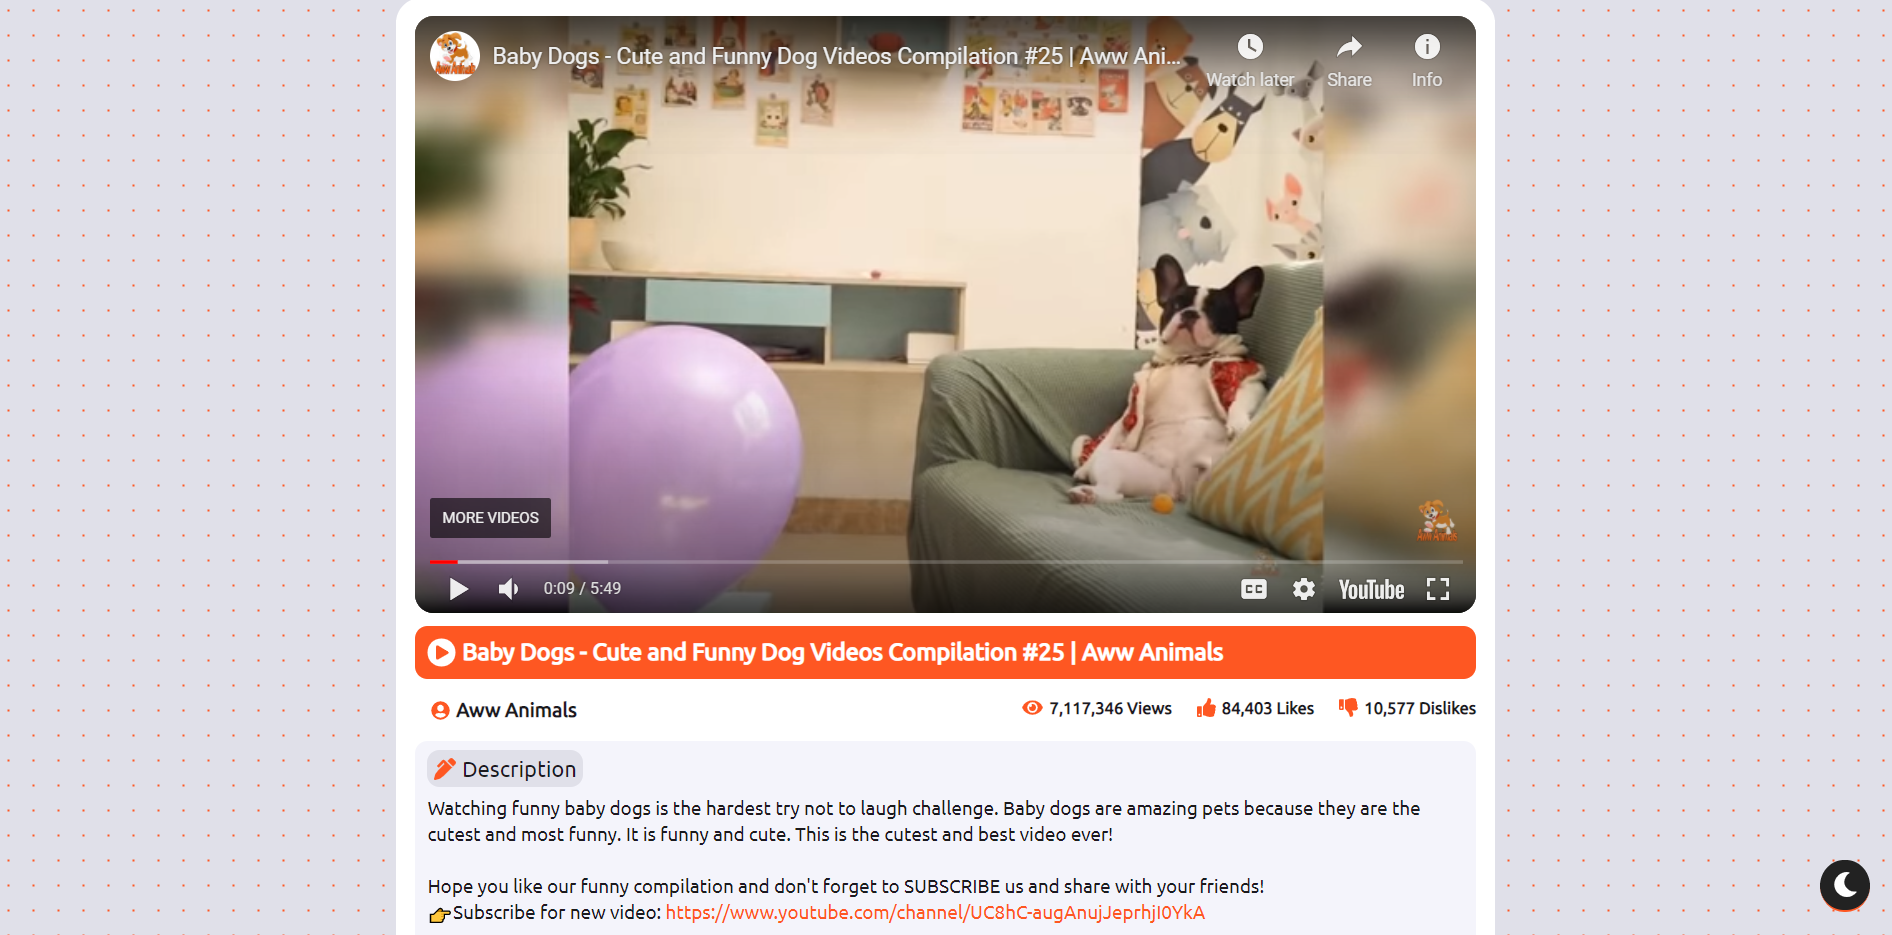 Baby Dogs - Cute and Funny Dog Videos Compilation #25 | Aww Ani...
Watch later
Share
Info
MORE VIDEOS
0:09 / 5:49
CC
YouTube
Baby Dogs - Cute and Funny Dog Videos Compilation #25 | Aww Animals
Aww Animals
7,117,346 Views
84,403 Likes
10,577 Dislikes
Description
Watching funny baby dogs is the hardest try not to laugh challenge. Baby dogs are amazing pets because they are the
cutest and most funny. It is funny and cute. This is the cutest and best video ever!
Hope you like our funny compilation and don't forget to SUBSCRIBE us and share with your friends!
👉Subscribe for new video: https://www.youtube.com/channel/UC8hC-augAnujJeprhjI0YkA